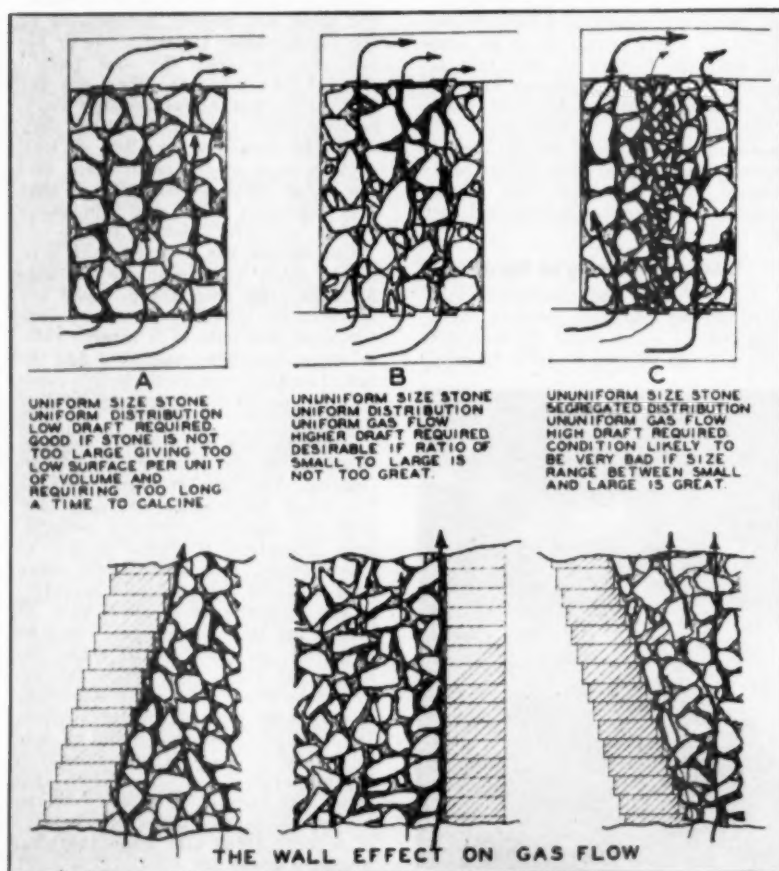 A
UNIFORM SIZE STONE
UNIFORM DISTRIBUTION
LOW DRAFT REQUIRED.
GOOD IF STONE IS NOT
TOO LARGE GIVING TOO
LOW SURFACE PER UNIT
OF VOLUME AND
REQUIRING TOO LONG
A TIME TO CALCINE
B
UNUNIFORM SIZE STONE
UNIFORM DISTRIBUTION
UNIFORM GAS FLOW
HIGHER DRAFT REQUIRED
DESIRABLE IF RATIO OF
SMALL TO LARGE IS
NOT TOO GREAT.
C
UNUNIFORM SIZE STONE
SEGREGATED DISTRIBUTION
UNUNIFORM GAS FLOW
HIGH DRAFT REQUIRED
CONDITION LIKELY TO
BE VERY BAD IF SIZE
RANGE BETWEEN SMALL
AND LARGE IS GREAT.
THE WALL EFFECT ON GAS FLOW